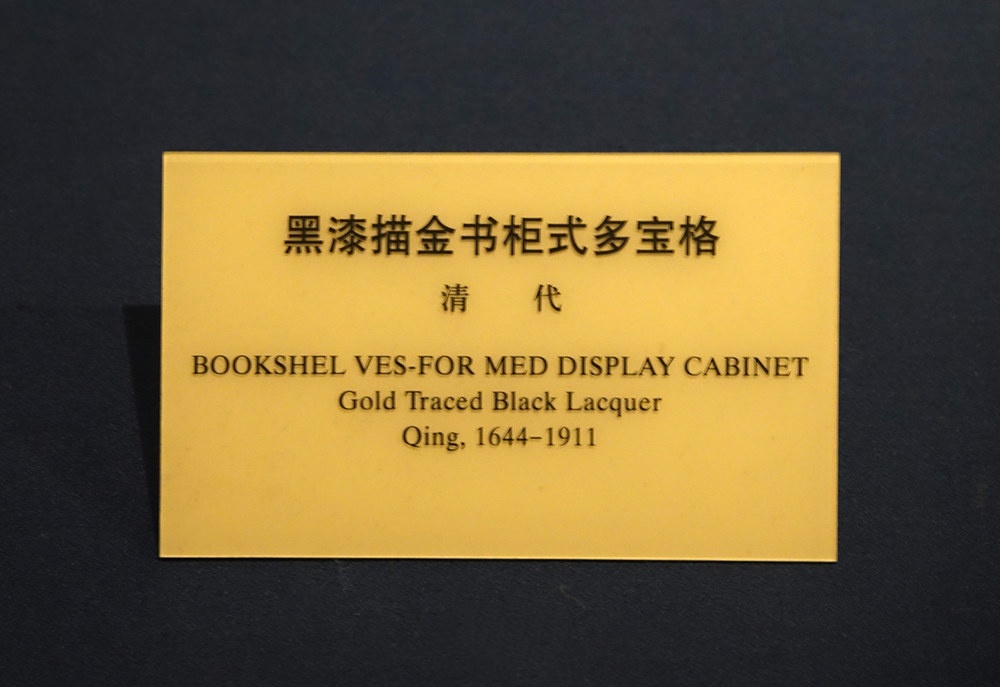 黑漆描金书柜式多宝格
清 代
BOOKSHEL VES-FOR MED DISPLAY CABINET
Gold Traced Black Lacquer
Qing, 1644–1911